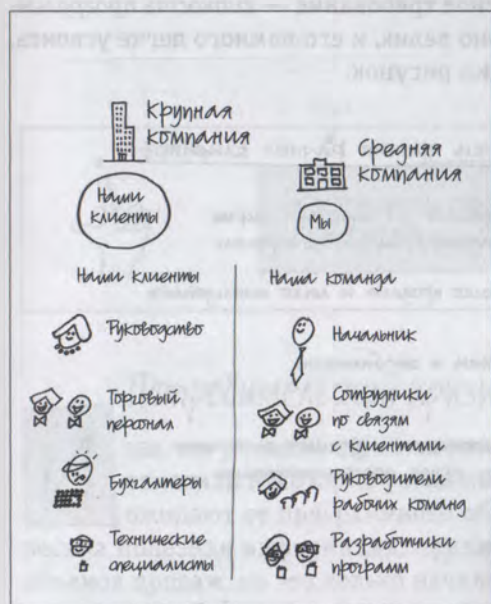 Крупная
компания
Наши
клиенты
Средняя
компания
Мы
Наши клиенты
Руководство
Торговый
персонал
Бухгалтеры
Технические
специалисты
Наша команда
Начальник
Сотрудники
по связям
с клиентами
Руководители
рабочих команд
Разработчики
программ